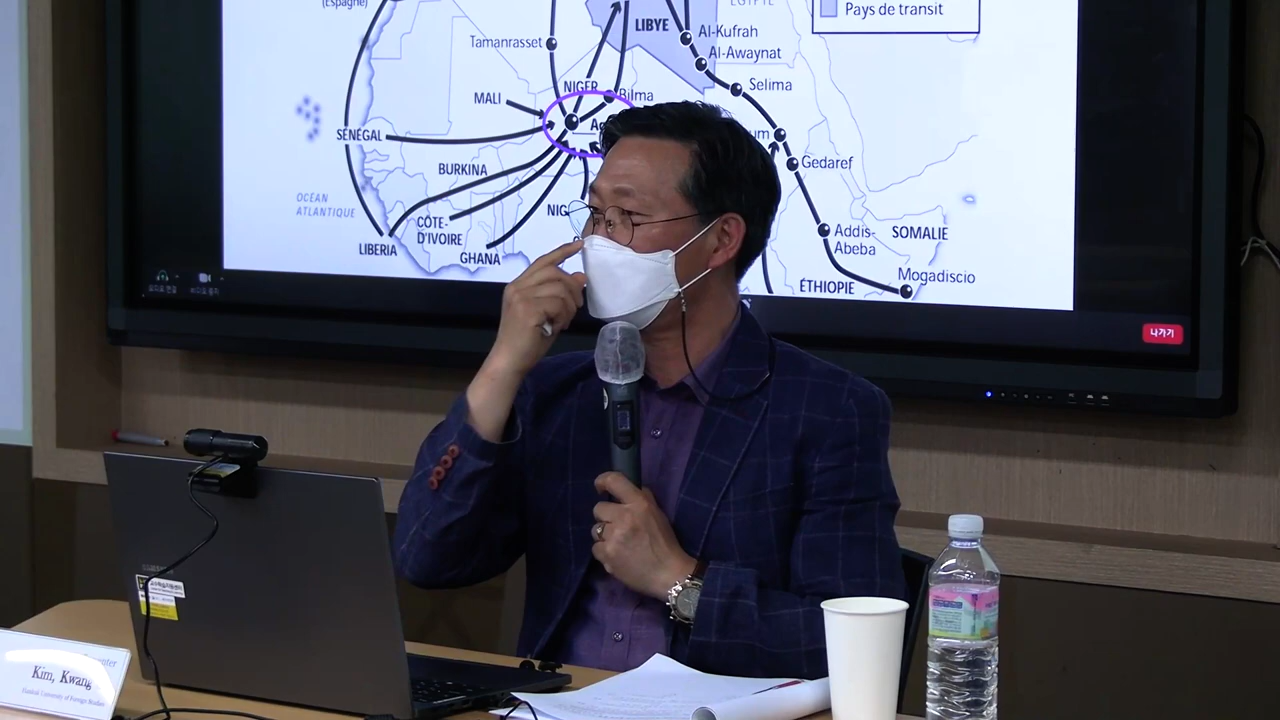 (Espagne)
LIBYE
Pays de transit
Al-Kufrah
Tamanrasset
Al-Awaynat
Selima
NIGER
Bilma
MALI
SÉNÉGAL
Gedaref
BURKINA
OCÉAN
ATLANTIQUE
CÔTE-
D'IVOIRE
Addis-
Abeba
SOMALIE
LIBERIA
GHANA
Mogadiscio
ÉTHIOPIE
나가기
Kim, Kwang
Hankuk University of Foreign Studies